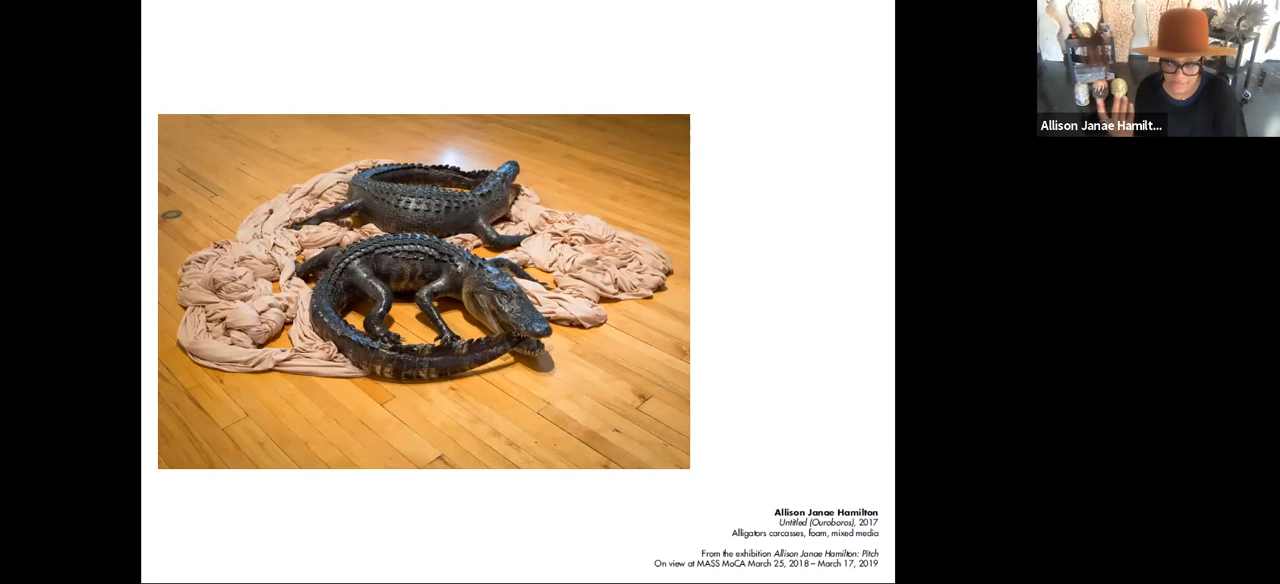 Allison Janae Hamilt...
Allison Janae Hamilton
Untitled (Ouroboros), 2017
Alligators carcasses, foam, mixed media
From the exhibition Allison Janae Hamilton: Pitch
On view at MASS MoCA March 25, 2018 – March 17, 2019